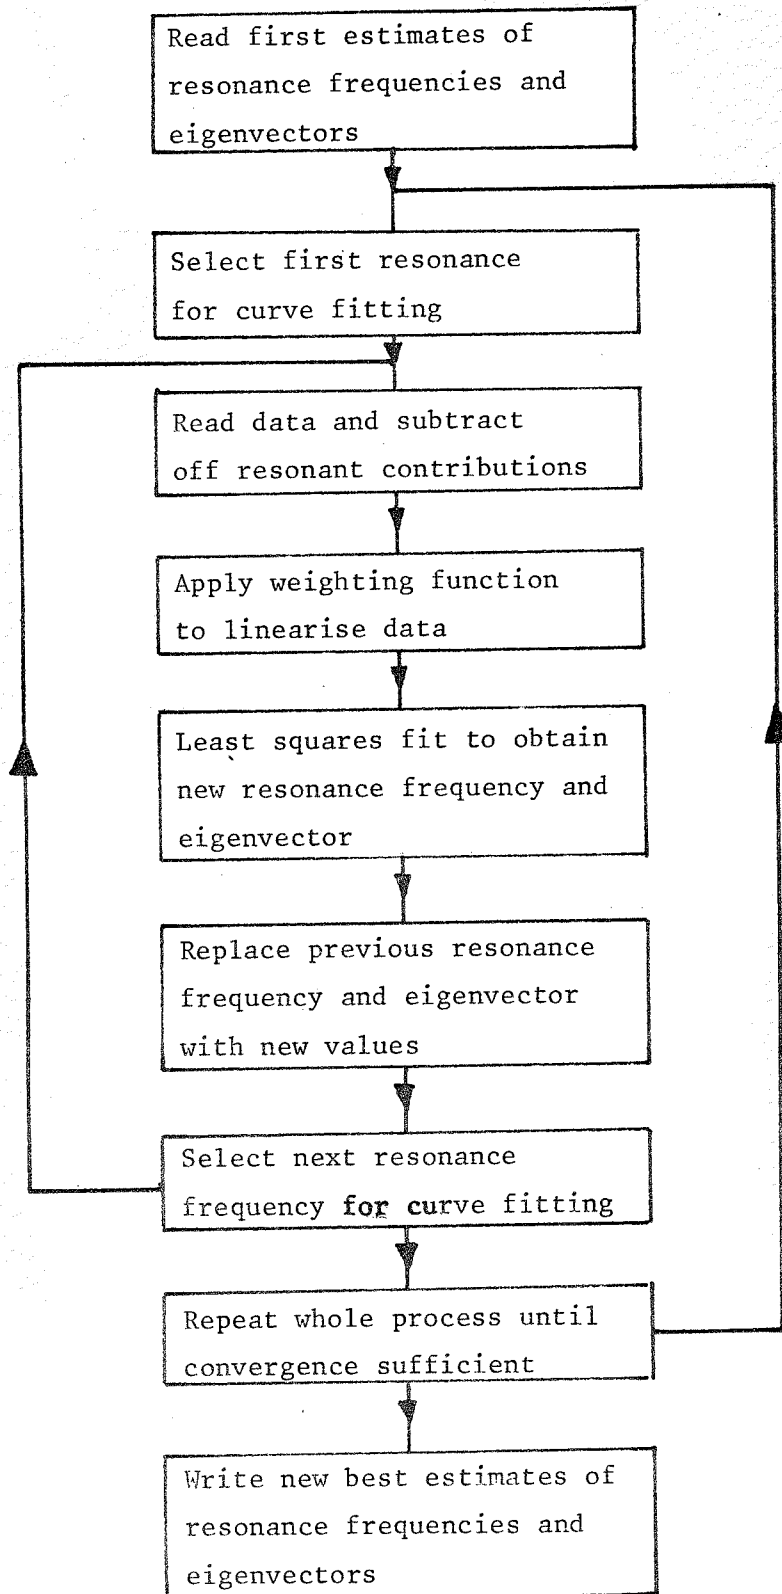 Read first estimates of
resonance frequencies and
eigenvectors
Select first resonance
for curve fitting
Read data and subtract
off resonant contributions
Apply weighting function
to linearise data
Least squares fit to obtain
new resonance frequency and
eigenvector
Replace previous resonance
frequency and eigenvector
with new values
Select next resonance
frequency for curve fitting
Repeat whole process until
convergence sufficient
Write new best estimates of
resonance frequencies and
eigenvectors